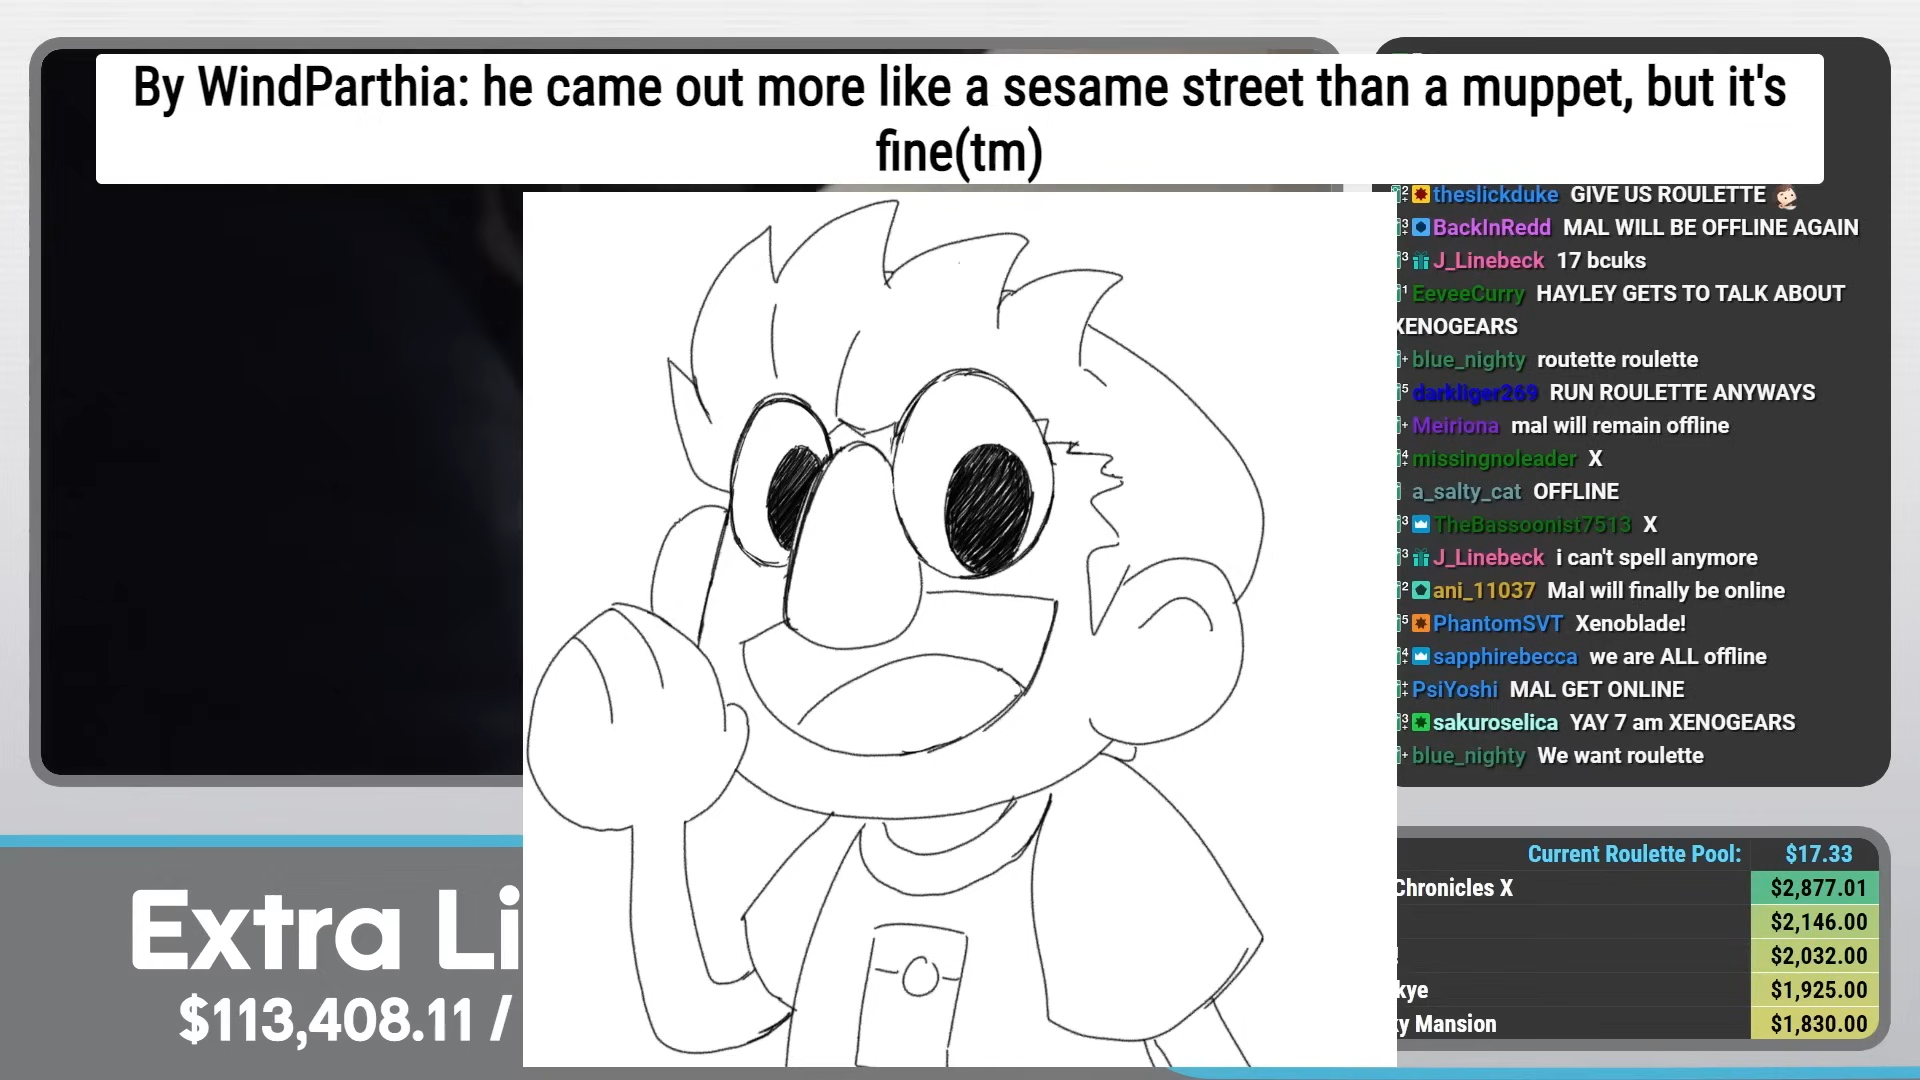 By WindParthia: he came out more like a sesame street than a muppet, but it's
fine(tm)
theslickduke GIVE US ROULETTE
BackInRedd MAL WILL BE OFFLINE AGAIN
J_Linebeck 17 bcuks
EeveeCurry HAYLEY GETS TO TALK ABOUT
XENOGEARS
blue_nighty routette roulette
darkliger269 RUN ROULETTE ANYWAYS
Meiriona mal will remain offline
missingnoleader X
a_salty_cat OFFLINE
TheBassoonist7513 X
J_Linebeck i can't spell anymore
ani_11037 Mal will finally be online
PhantomSVT Xenoblade!
sapphirebecca we are ALL offline
PsiYoshi MAL GET ONLINE
sakuroselica YAY 7 am XENOGEARS
blue_nighty We want roulette
Current Roulette Pool: $17.33
Chronicles X $2,877.01
$2,146.00
$2,032.00
kye $1,925.00
y Mansion $1,830.00
Extra Li
$113,408.11 /